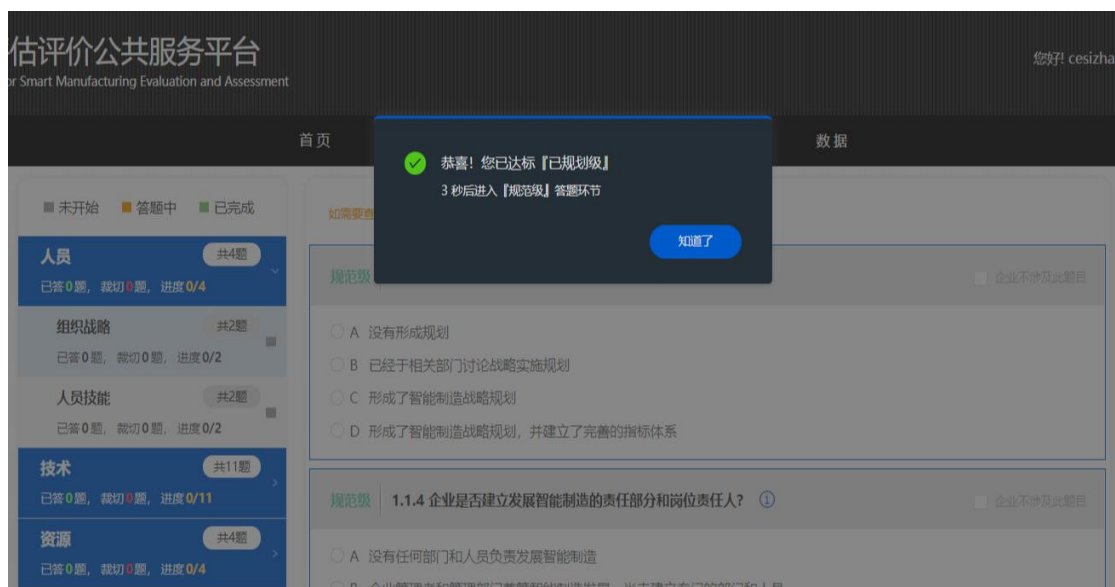 估评价公共服务平台
or Smart Manufacturing Evaluation and Assessment
您好! cesizha
首页
数据
恭喜！您已达标『已规划级』
3 秒后进入『规范级』答题环节
知道了
未开始 答题中 已完成
如需要查
人员 共4题
已答0题, 裁切0题, 进度0/4
组织战略 共2题
已答0题, 裁切0题, 进度0/2
人员技能 共2题
已答0题, 裁切0题, 进度0/2
技术 共11题
已答0题, 裁切0题, 进度0/11
资源 共4题
已答0题, 裁切0题, 进度0/4
规范级 企业不涉及此题目
A 没有形成规划
B 已经于相关部门讨论战略实施规划
C 形成了智能制造战略规划
D 形成了智能制造战略规划，并建立了完善的指标体系
规范级 1.1.4 企业是否建立发展智能制造的责任部分和岗位责任人？ 企业不涉及此题目
A 没有任何部门和人员负责发展智能制造